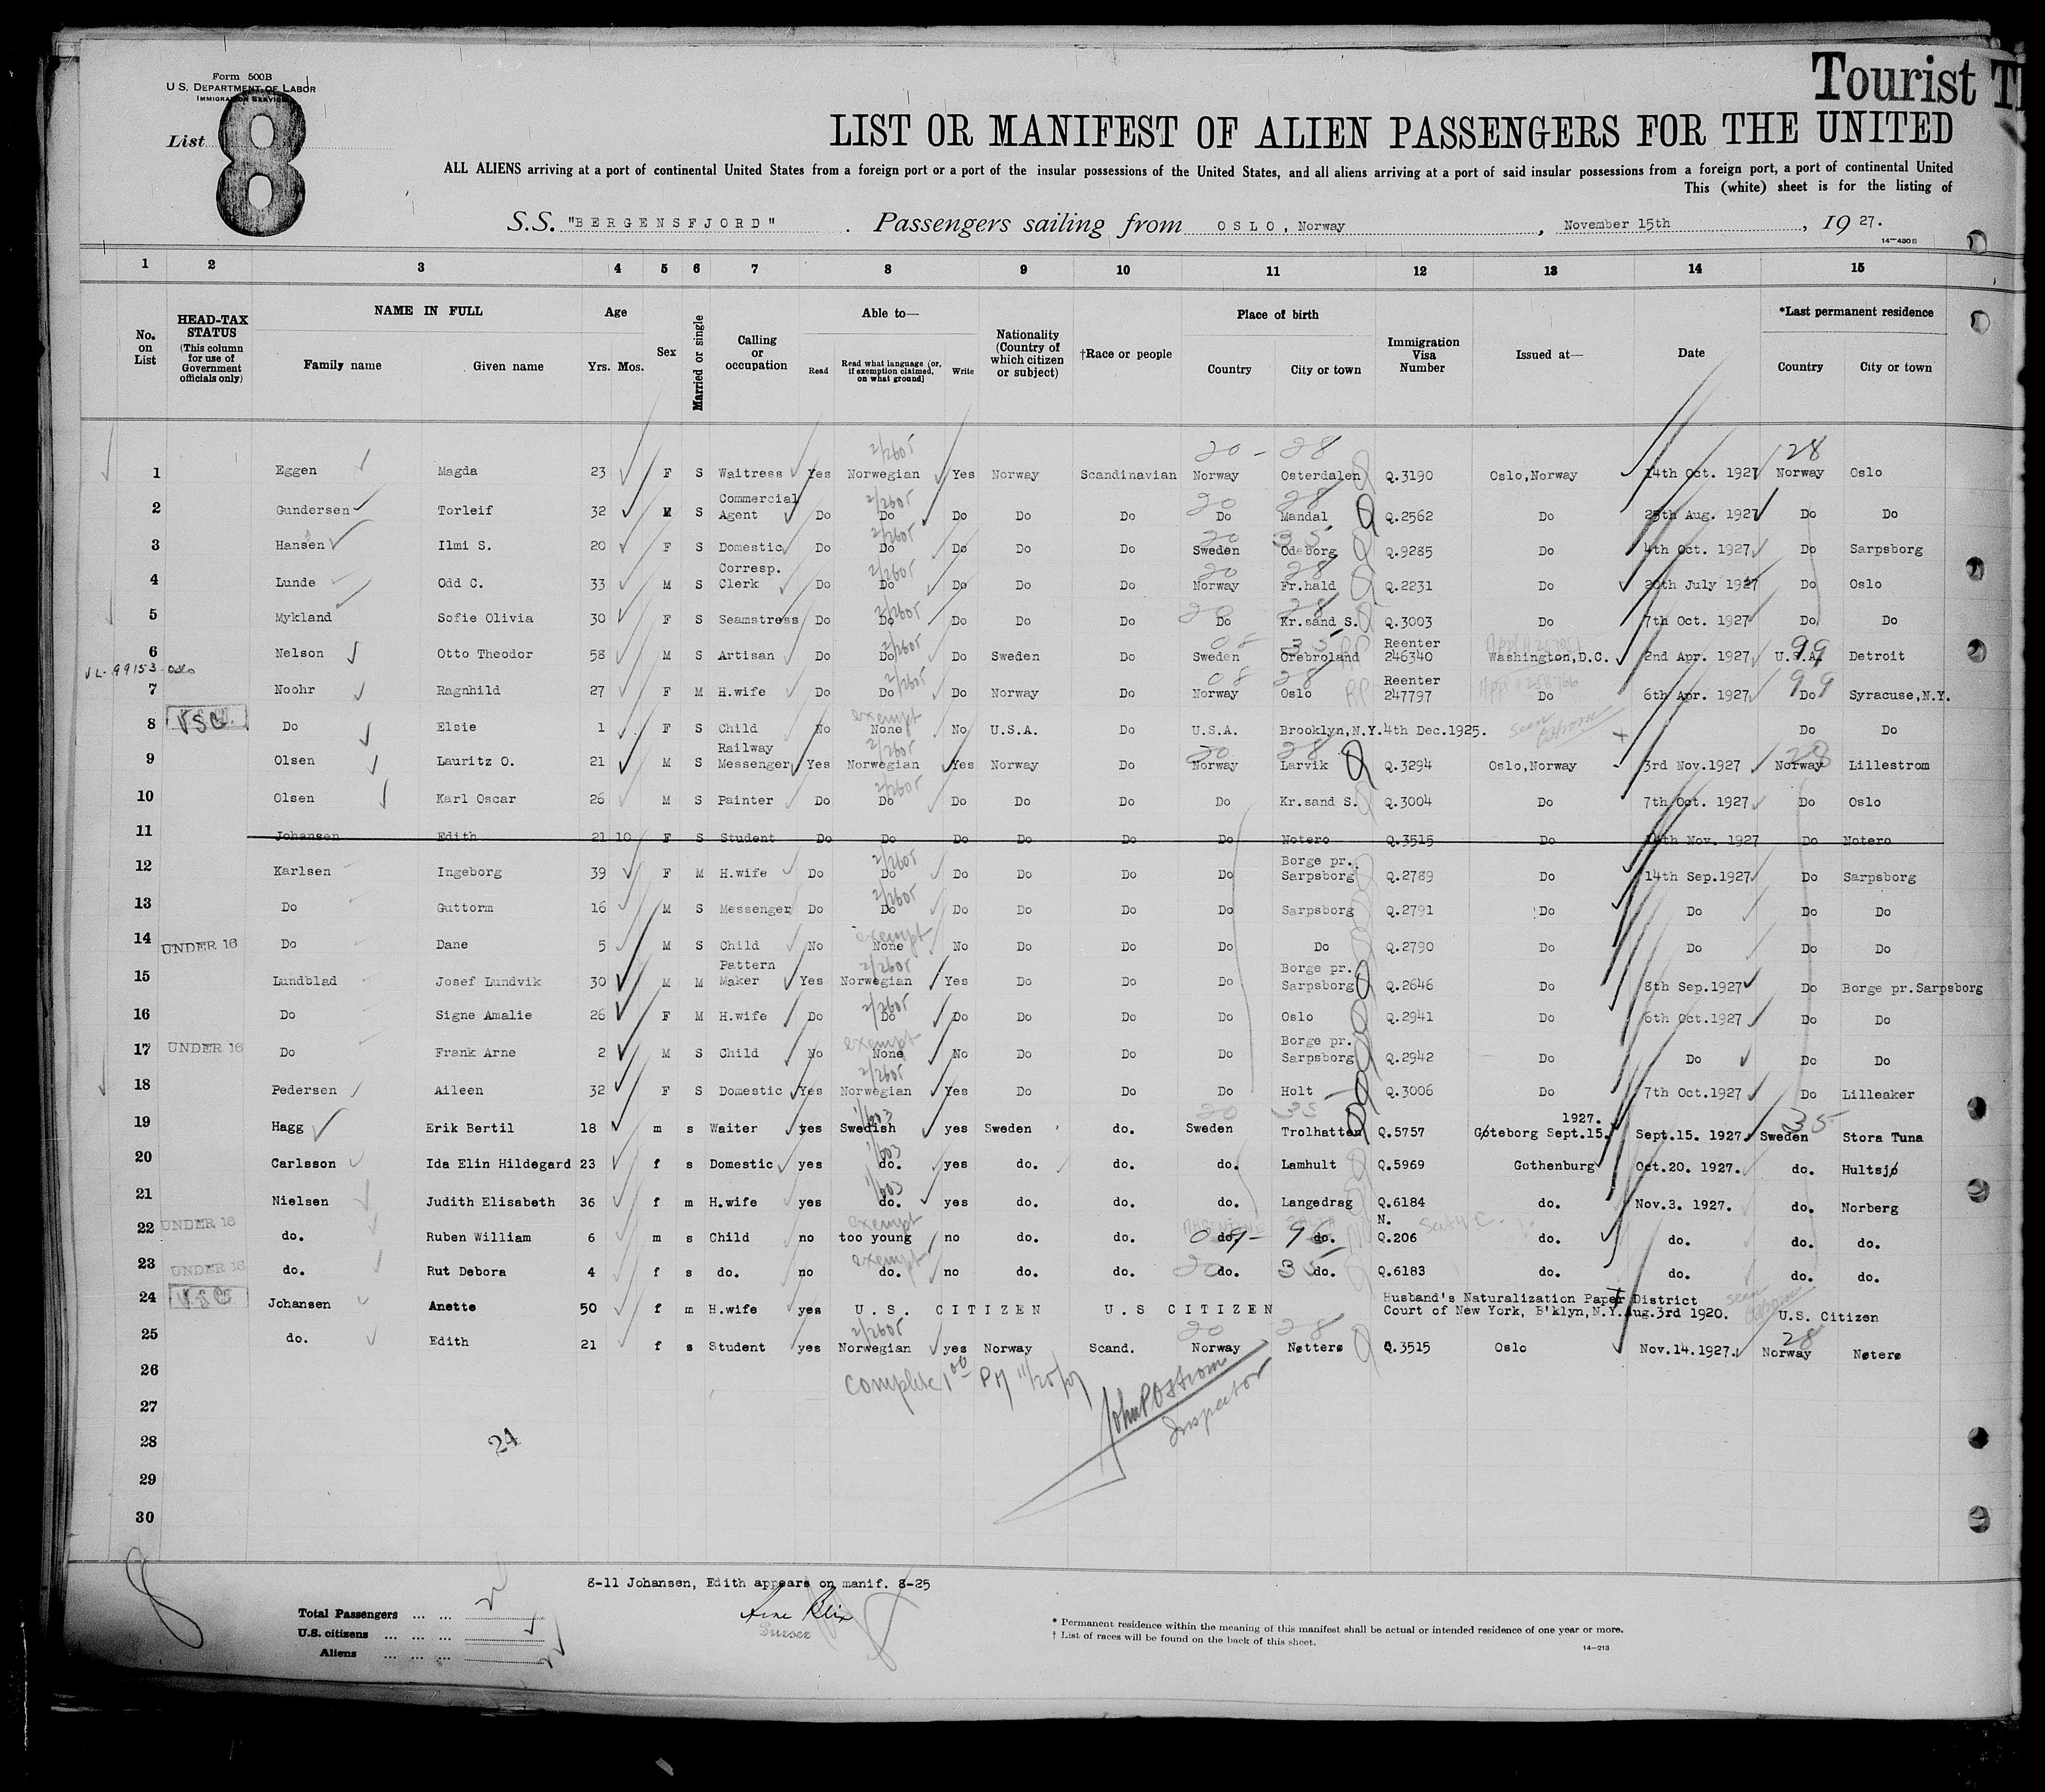 Form 500B
U.S. DEPARTMENT OF LABOR
IMMIGRATION SERVICE
List 8
Tourist
LIST OR MANIFEST OF ALIEN PASSENGERS FOR THE UNITED
ALL ALIENS arriving at a port of continental United States from a foreign port or a port of the insular possessions of the United States, and all aliens arriving at a port of said insular possessions from a foreign port, a port of continental United
This (white) sheet is for the listing of
S.S. "BERGENSFJORD" . Passengers sailing from OSLO, Norway , November 15th , 19 27.
14-430B
1 2 3 4 5 6 7 8 9 10 11 12 13 14 15
No. on List
HEAD-TAX STATUS (This column for use of Government officials only)
NAME IN FULL Family name Given name
Age Yrs. Mos.
Sex
Married or single
Calling or occupation
Able to— Read Read what language (or, if exemption claimed, on what ground) Write
Nationality (Country of which citizen or subject)
†Race or people
Place of birth Country City or town
Immigration Visa Number
Issued at—
Date
*Last permanent residence Country City or town
20 - 28 28
1 Eggen Magda 23 F S Waitress Yes Norwegian Yes Norway Scandinavian Norway Osterdalen Q.3190 Oslo,Norway 14th Oct. 1927 Norway Oslo
2 Gundersen Torleif 32 M S Commercial Agent Do Do Do Do Do Do Mandal Q.2562 Do 25th Aug. 1927 Do Do
3 Hansen Ilmi S. 20 F S Domestic Do Do Do Do Do Sweden Odeborg Q.9285 Do 4th Oct. 1927 Do Sarpsborg
4 Lunde Odd C. 33 M S Corresp. Clerk Do Do Do Do Do Norway Fr.hald Q.2231 Do 26th July 1927 Do Oslo
5 Mykland Sofie Olivia 30 F S Seamstress Do Do Do Do Do Do Kr.sand S. Q.3003 Do 7th Oct. 1927 Do Do
6 Nelson Otto Theodor 58 M S Artisan Do Do Do Sweden Do Sweden Orebroland Reenter 246340 Washington,D.C. 2nd Apr. 1927 U.S.A. Detroit
7 Noohr Ragnhild 27 F M H.wife Do Do Do Norway Do Norway Oslo Reenter 247797 Do 6th Apr. 1927 Do Syracuse,N.Y.
8 Do Elsie 1 F S Child No exempt None No U.S.A. Do U.S.A. Brooklyn,N.Y. 4th Dec.1925. Do Do
9 Olsen Lauritz O. 21 M S Railway Messenger Yes Norwegian Yes Norway Do Norway Larvik Q.3294 Oslo,Norway 3rd Nov.1927 Norway Lillestrom
10 Olsen Karl Oscar 26 M S Painter Do Do Do Do Do Do Kr.sand S. Q.3004 Do 7th Oct. 1927 Do Oslo
11 Johansen Edith 21 10 F S Student Do Do Do Do Do Do Notero Q.3515 Do 14th Nov. 1927 Do Notero
12 Karlsen Ingeborg 39 F M H.wife Do Do Do Do Do Do Borge pr. Sarpsborg Q.2789 Do 14th Sep.1927 Do Sarpsborg
13 Do Guttorm 16 M S Messenger Do Do Do Do Do Do Sarpsborg Q.2791 Do Do Do Do
14 UNDER 16 Do Dane 5 M S Child No exempt None No Do Do Do Do Q.2790 Do Do Do Do
15 Lundblad Josef Lundvik 30 M M Pattern Maker Yes Norwegian Yes Do Do Do Borge pr. Sarpsborg Q.2646 Do 8th Sep.1927 Do Borge pr.Sarpsborg
16 Do Signe Amalie 26 F M H.wife Do Do Do Do Do Do Oslo Q.2941 Do 6th Oct.1927 Do Do
17 UNDER 16 Do Frank Arne 2 M S Child No exempt None No Do Do Do Borge pr. Sarpsborg Q.2942 Do Do Do Do
18 Pedersen Aileen 32 F S Domestic Yes Norwegian Yes Do Do Do Holt Q.3006 Do 7th Oct.1927 Do Lilleaker
19 Hagg Erik Bertil 18 m s Waiter yes Swedish yes Sweden do. Sweden Trolhatten Q.5757 1927. Göteborg Sept.15. Sept.15. 1927. Sweden Stora Tuna
20 Carlsson Ida Elin Hildegard 23 f s Domestic yes do. yes do. do. do. Lamhult Q.5969 Gothenburg Oct.20. 1927. do. Hultsjø
21 Nielsen Judith Elisabeth 36 f m H.wife yes do. yes do. do. do. Langedrag Q.6184 do. Nov.3. 1927. do. Norberg
22 UNDER 16 do. Ruben William 6 m s Child no exempt too young no do. do. do. do. N. Q.206 do. do. do. do.
23 UNDER 16 do. Rut Debora 4 f s do. no exempt do. no do. do. do. do. Q.6183 do. do. do. do.
24 Johansen Anette 50 f m H.wife yes U.S. CITIZEN U.S CITIZEN Husband's Naturalization Paper District Court of New York, B'klyn,N.Y.Aug.3rd 1920. U.S. Citizen
25 do. Edith 21 f s Student yes Norwegian yes Norway Scand. Norway Nøtterø Q.3515 Oslo Nov.14.1927. Norway Nøterø
26
27
28
29
30
Complete 1 00 PM
John P Ostrom
Inspector
24
8-11 Johansen, Edith appears on manif. 8-25
Purser
Total Passengers ... ...
U.S. citizens ... ... ...
Aliens ... ... ...
* Permanent residence within the meaning of this manifest shall be actual or intended residence of one year or more.
† List of races will be found on the back of this sheet.
14-213